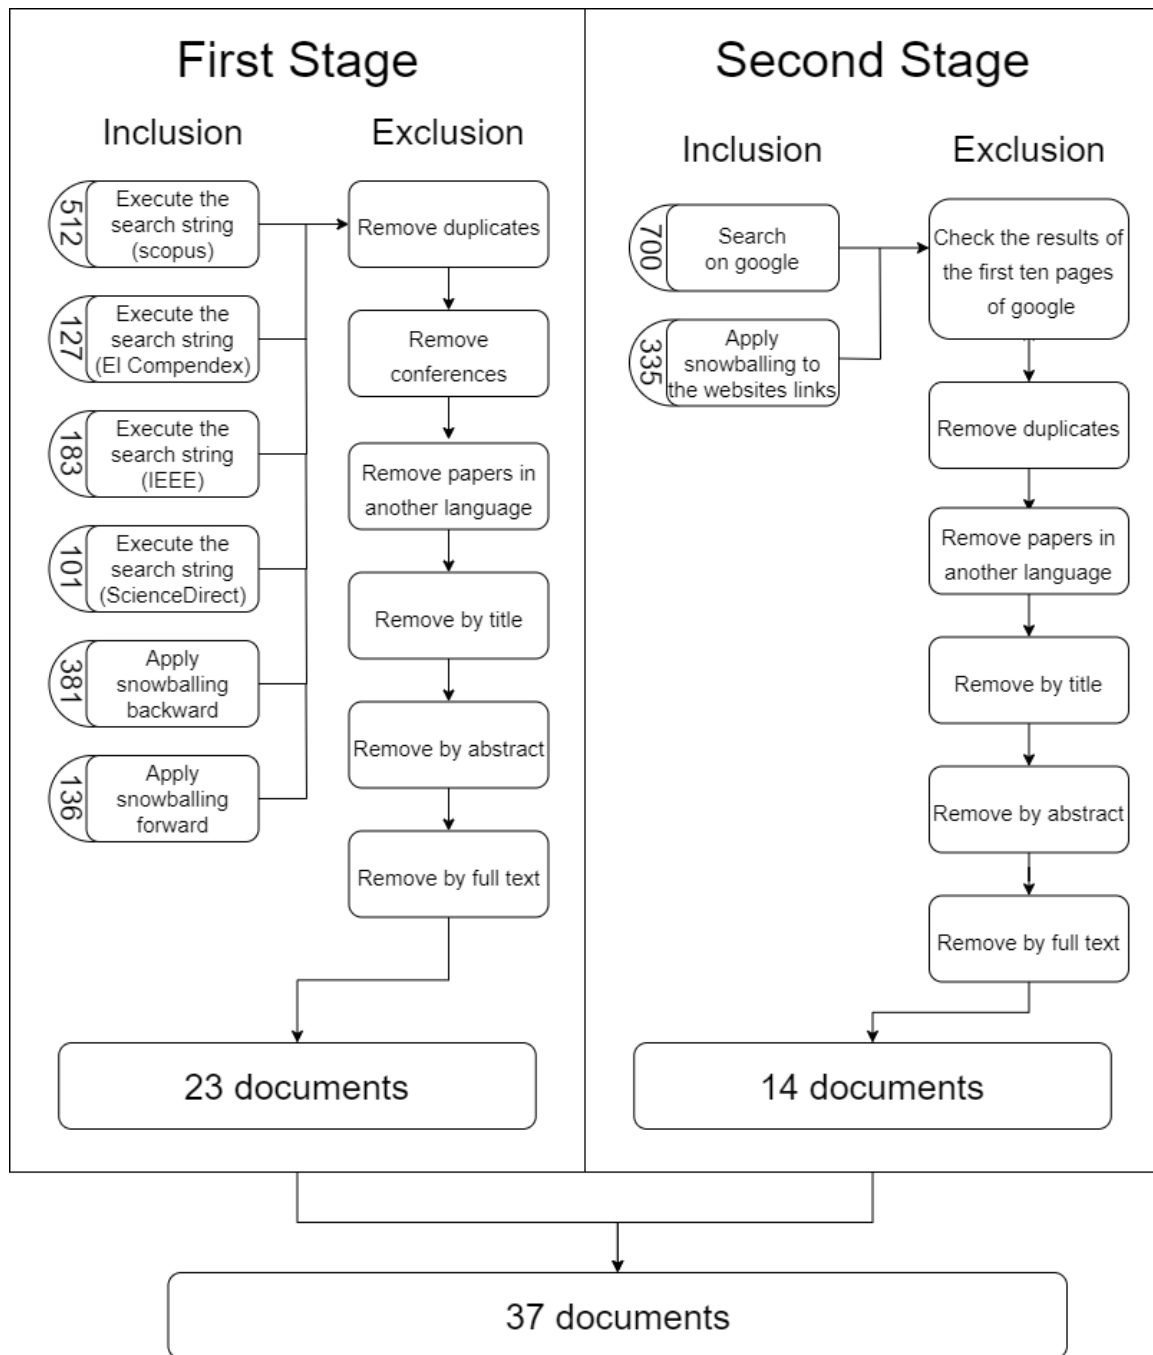 First Stage
Inclusion
Exclusion
512
Execute the
search string
(scopus)
127
Execute the
search string
(EI Compendex)
183
Execute the
search string
(IEEE)
101
Execute the
search string
(ScienceDirect)
381
Apply
snowballing
backward
136
Apply
snowballing
forward
Remove duplicates
Remove
conferences
Remove papers in
another language
Remove by title
Remove by abstract
Remove by full text
23 documents
Second Stage
Inclusion
Exclusion
700
Search
on google
335
Apply
snowballing to
the websites links
Check the results of
the first ten pages
of google
Remove duplicates
Remove papers in
another language
Remove by title
Remove by abstract
Remove by full text
14 documents
37 documents